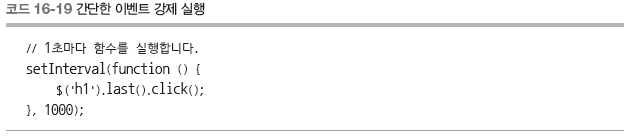 코드 16-19 간단한 이벤트 강제 실행
// 1초마다 함수를 실행합니다.
setInterval(function () {
    $('h1').last().click();
}, 1000);